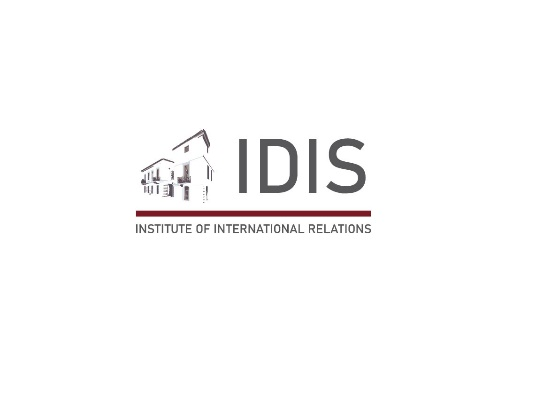 IDIS
INSTITUTE OF INTERNATIONAL RELATIONS